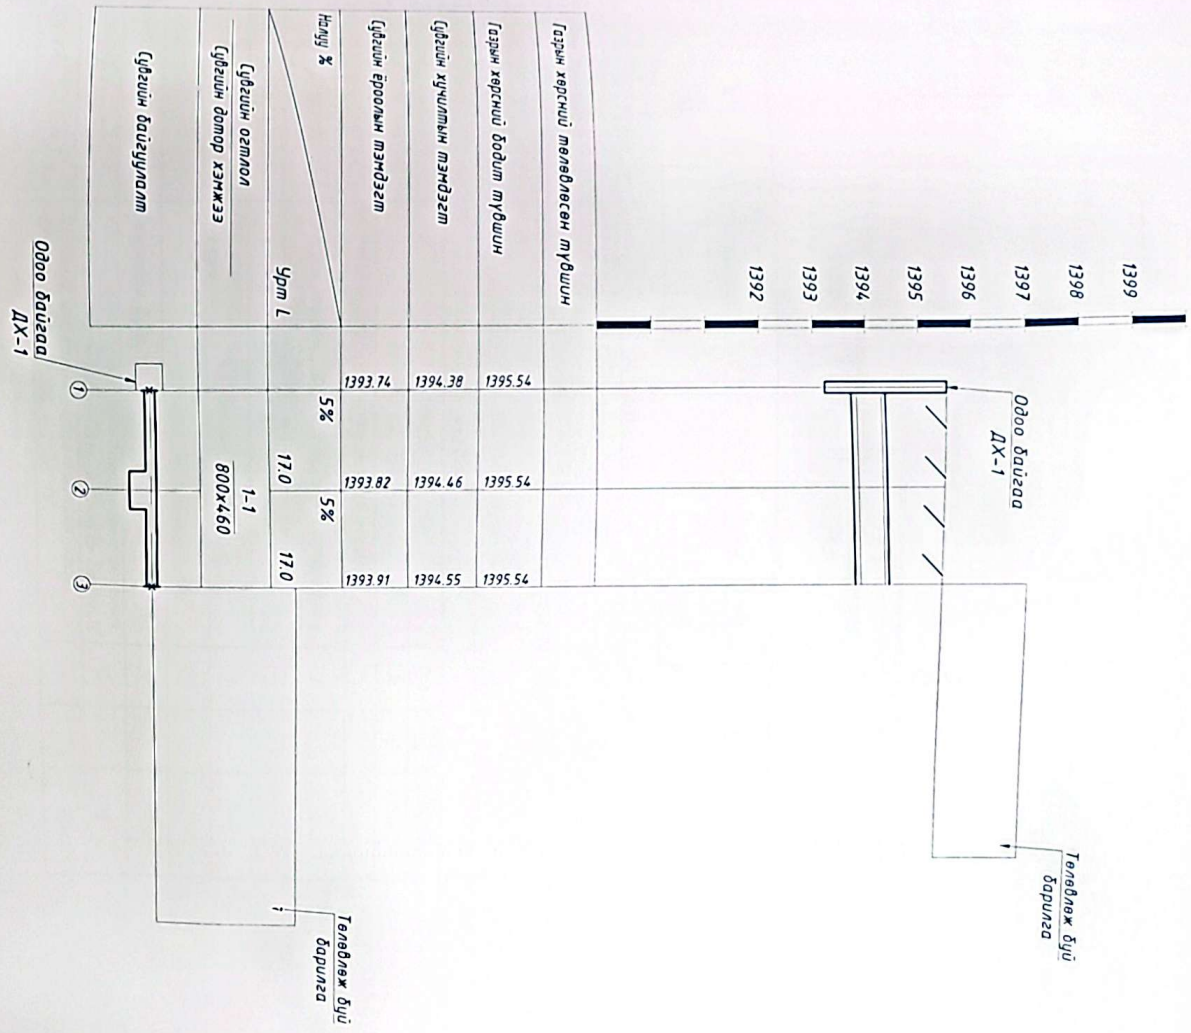 1399
1398
1397
1396
1395
1394
1393
1392
Одоо байгаа
ДХ-1
Төлөвлөж буй
барилга
Газрын хөрсний төлөвлөсөн түвшин
Газрын хөрсний бодит түвшин
1395.54
1395.54
1395.54
Сувгийн хучилтын тэмдэгт
1394.38
1394.46
1394.55
Сувгийн ёроолын тэмдэгт
1393.74
1393.82
1393.91
Налуу %
Урт L
5%
17.0
5%
17.0
Сувгийн огтлол
Сувгийн дотор хэмжээ
1-1
800x460
Сувгийн байгуулалт
Одоо байгаа
ДХ-1
1
2
3
Төлөвлөж буй
барилга